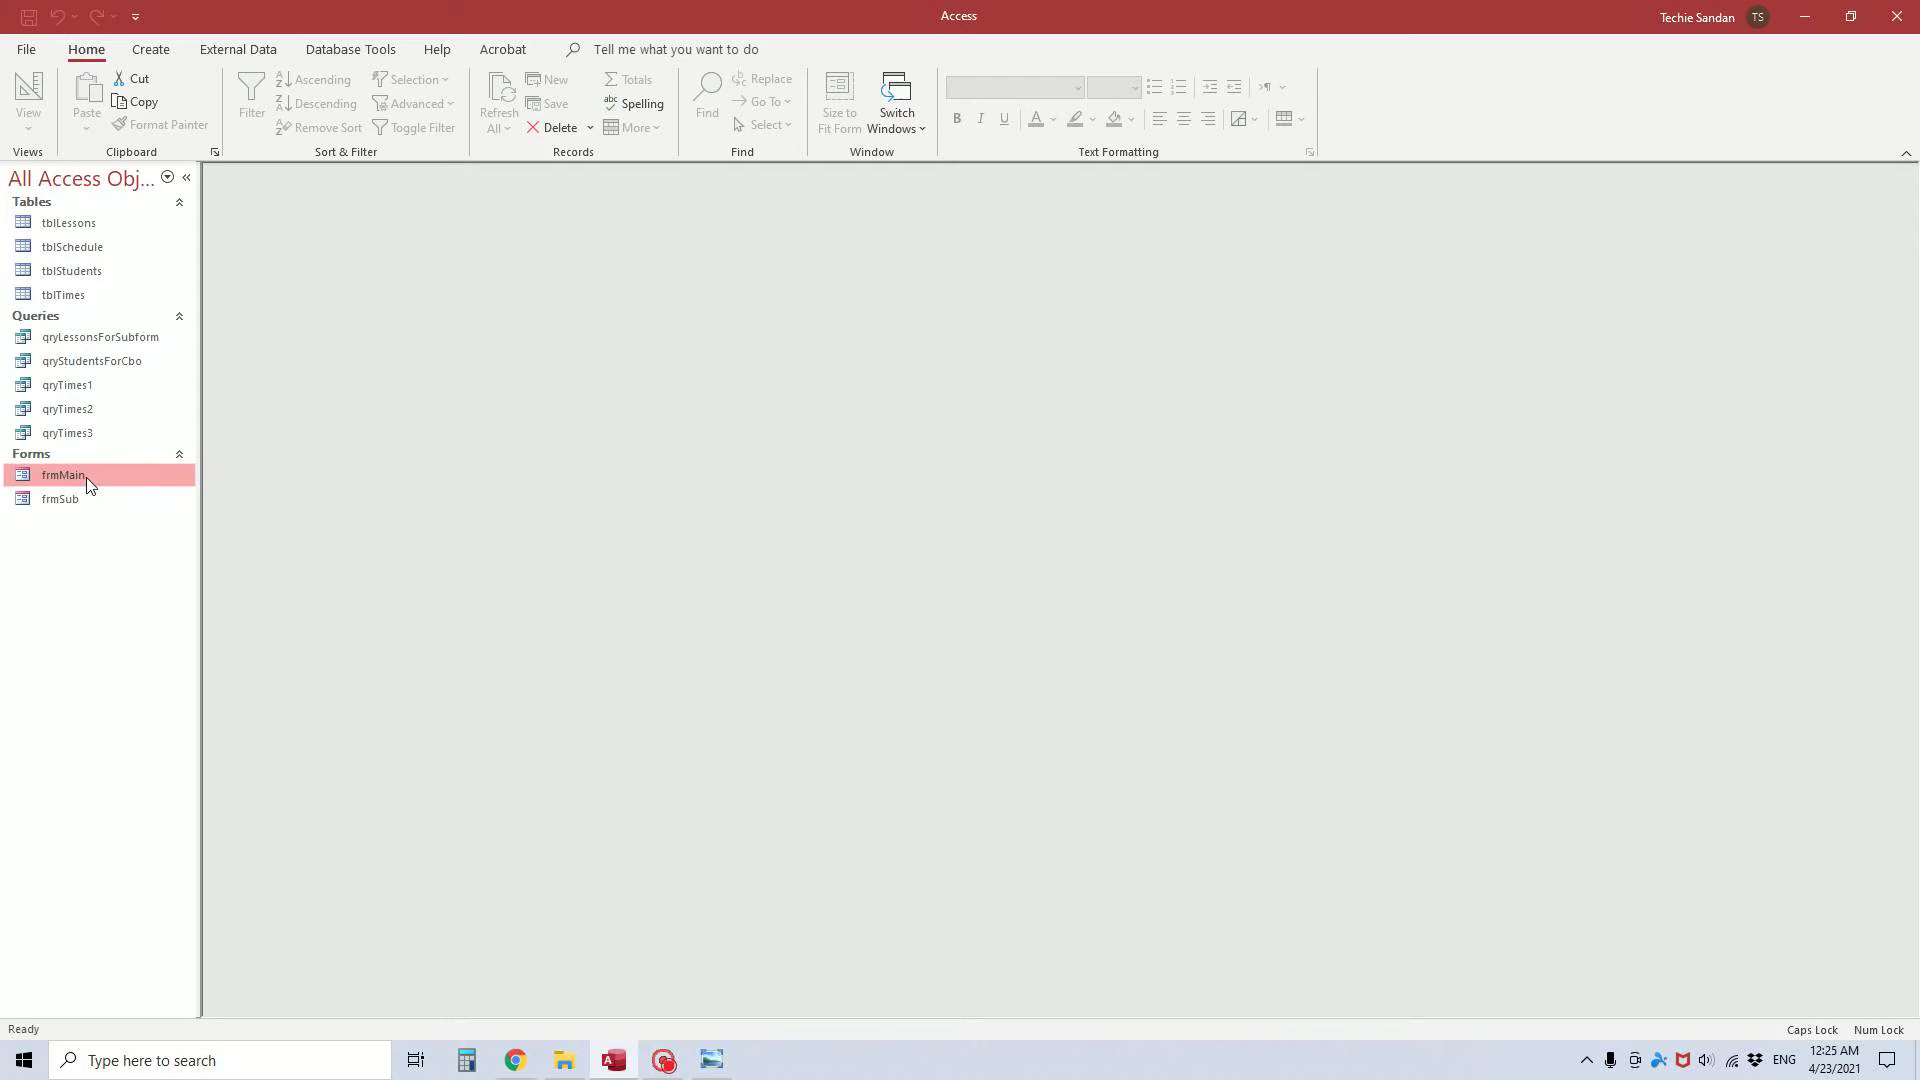 Access
Techie Sandan TS
File Home Create External Data Database Tools Help Acrobat Tell me what you want to do
View
Views
Paste
Cut
Copy
Format Painter
Clipboard
Filter
Ascending
Descending
Remove Sort
Selection
Advanced
Toggle Filter
Sort & Filter
Refresh
All
New
Save
Delete
Totals
Spelling
More
Records
Find
Replace
Go To
Select
Find
Size to
Fit Form
Switch
Windows
Window
B I U A
Text Formatting
All Access Obj...
Tables
tblLessons
tblSchedule
tblStudents
tblTimes
Queries
qryLessonsForSubform
qryStudentsForCbo
qryTimes1
qryTimes2
qryTimes3
Forms
frmMain
frmSub
Ready
Caps Lock Num Lock
Type here to search
ENG
12:25 AM
4/23/2021